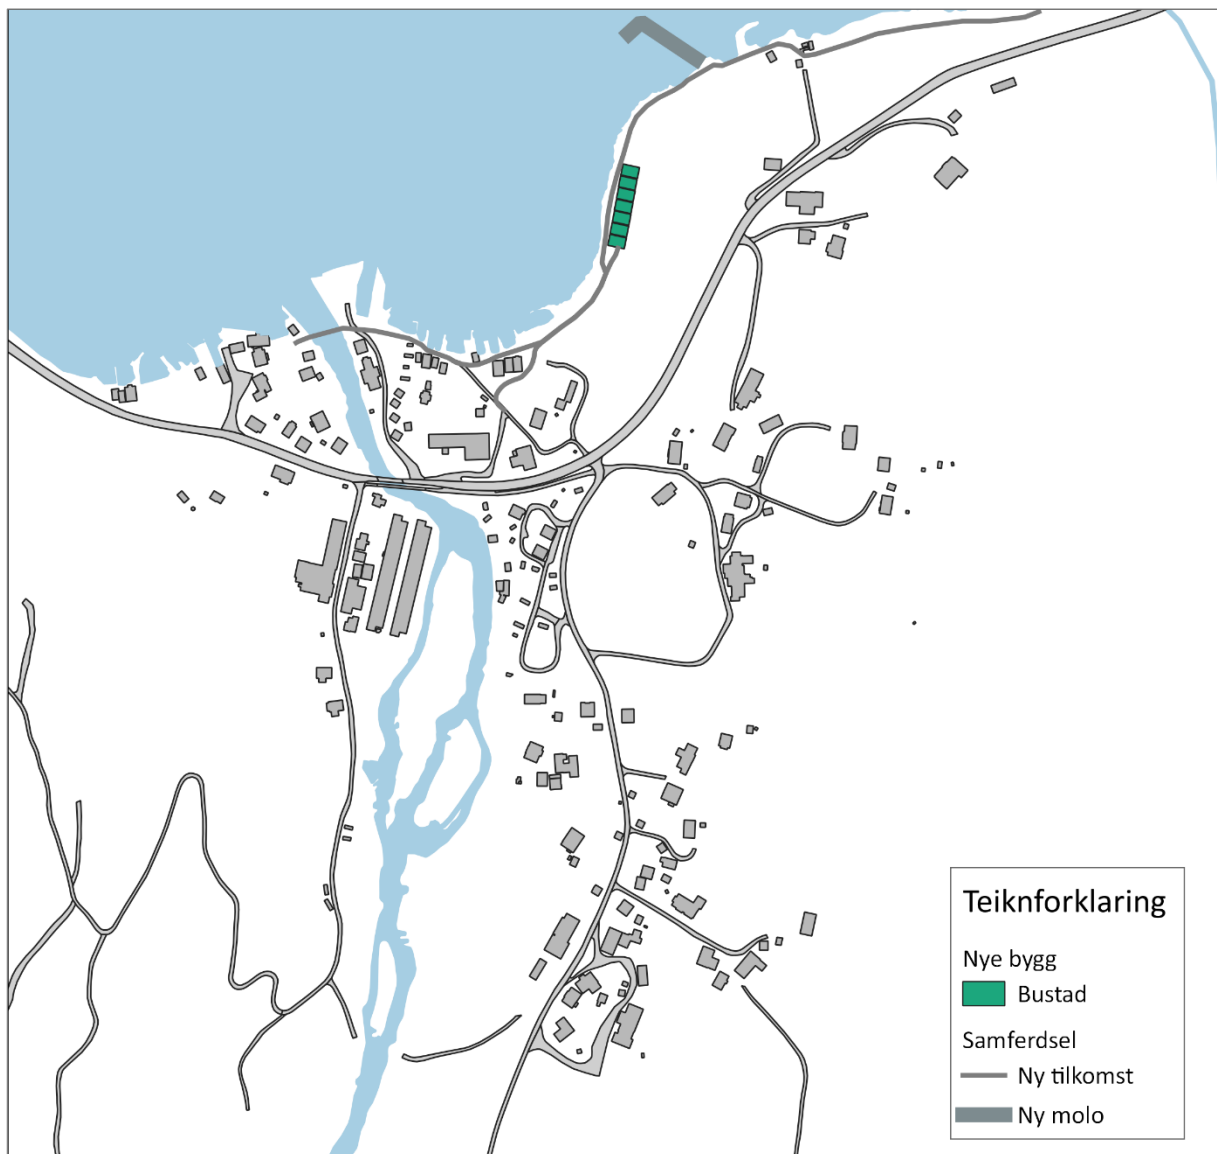 Teiknforklaring
Nye bygg
Bustad
Samferdsel
Ny tilkomst
Ny molo